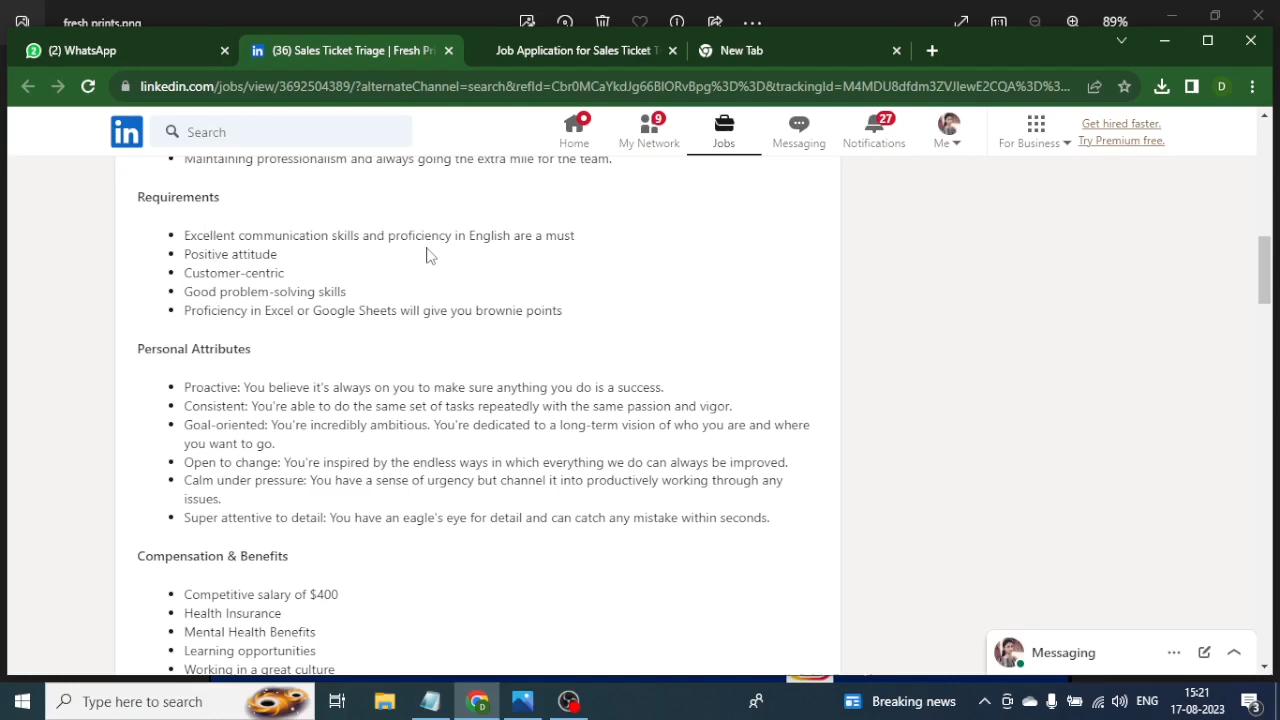 fresh prints.png
89%
(2) WhatsApp
(36) Sales Ticket Triage | Fresh Pri
Job Application for Sales Ticket T
New Tab
linkedin.com/jobs/view/3692504389/?alternateChannel=search&refId=Cbr0MCaYkdJg66BIORvBpg%3D%3D&trackingId=M4MDU8dfdm3ZVJIewE2CQA%3D%3...
D
in
Search
Home
9
My Network
Jobs
Messaging
27
Notifications
Me
For Business
Get hired faster.
Try Premium free.
Maintaining professionalism and always going the extra mile for the team.
Requirements
Excellent communication skills and proficiency in English are a must
Positive attitude
Customer-centric
Good problem-solving skills
Proficiency in Excel or Google Sheets will give you brownie points
Personal Attributes
Proactive: You believe it's always on you to make sure anything you do is a success.
Consistent: You're able to do the same set of tasks repeatedly with the same passion and vigor.
Goal-oriented: You're incredibly ambitious. You're dedicated to a long-term vision of who you are and where
you want to go.
Open to change: You're inspired by the endless ways in which everything we do can always be improved.
Calm under pressure: You have a sense of urgency but channel it into productively working through any
issues.
Super attentive to detail: You have an eagle's eye for detail and can catch any mistake within seconds.
Compensation & Benefits
Competitive salary of $400
Health Insurance
Mental Health Benefits
Learning opportunities
Working in a great culture
Messaging
Type here to search
Breaking news
ENG
15:21
17-08-2023
3